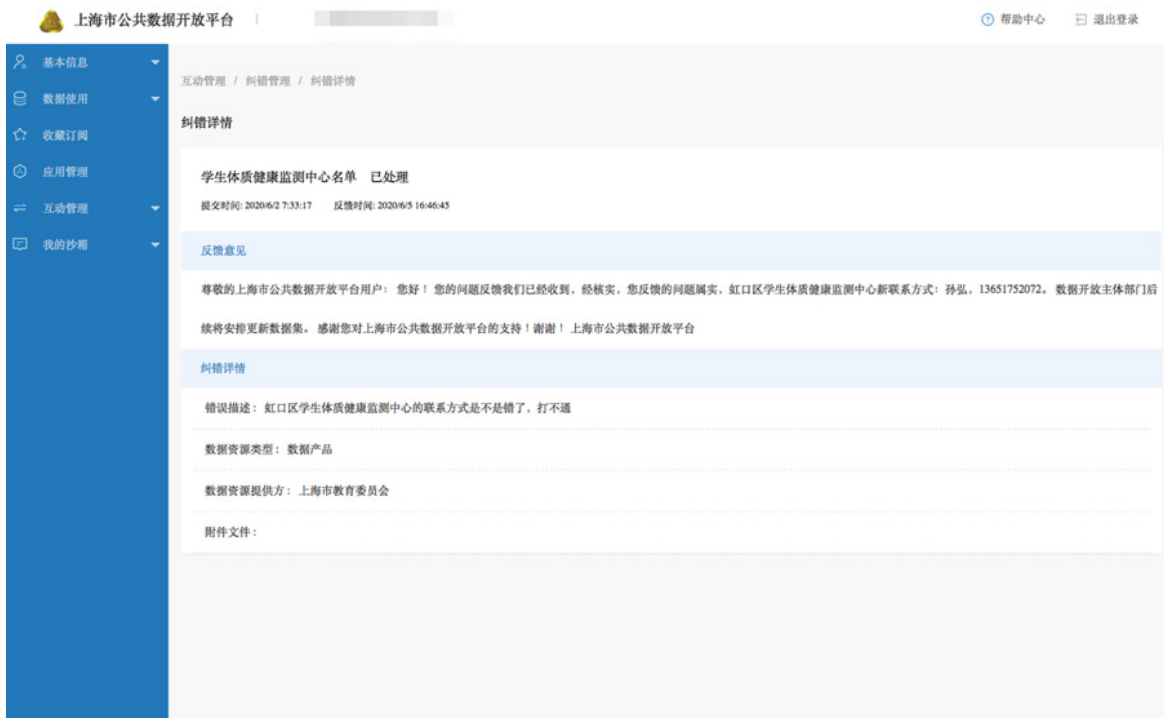 上海市公共数据开放平台
帮助中心
退出登录
基本信息
数据使用
收藏订阅
应用管理
互动管理
我的沙箱
互动管理 / 纠错管理 / 纠错详情
纠错详情
学生体质健康监测中心名单 已处理
提交时间: 2020/6/2 7:33:17 反馈时间: 2020/6/5 16:46:45
反馈意见
尊敬的上海市公共数据开放平台用户： 您好！ 您的问题反馈我们已经收到，经核实，您反馈的问题属实，虹口区学生体质健康监测中心新联系方式：孙弘，13651752072。 数据开放主体部门后
续将安排更新数据集。 感谢您对上海市公共数据开放平台的支持！谢谢！ 上海市公共数据开放平台
纠错详情
错误描述： 虹口区学生体质健康监测中心的联系方式是不是错了，打不通
数据资源类型： 数据产品
数据资源提供方： 上海市教育委员会
附件文件：